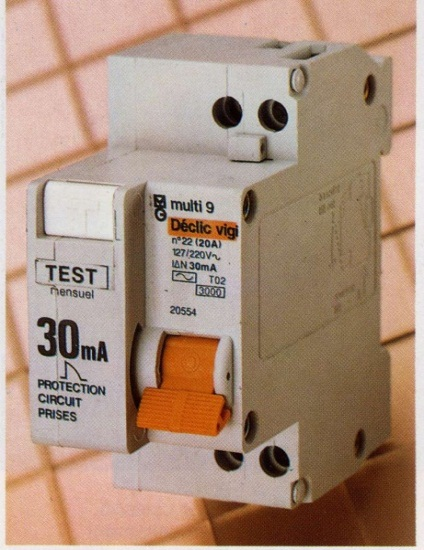 MG multi 9
Déclic vigi
n° 22 (20A)
127/220V~
IΔN 30mA
T02
3000
20554
TEST
mensuel
30mA
PROTECTION
CIRCUIT
PRISES